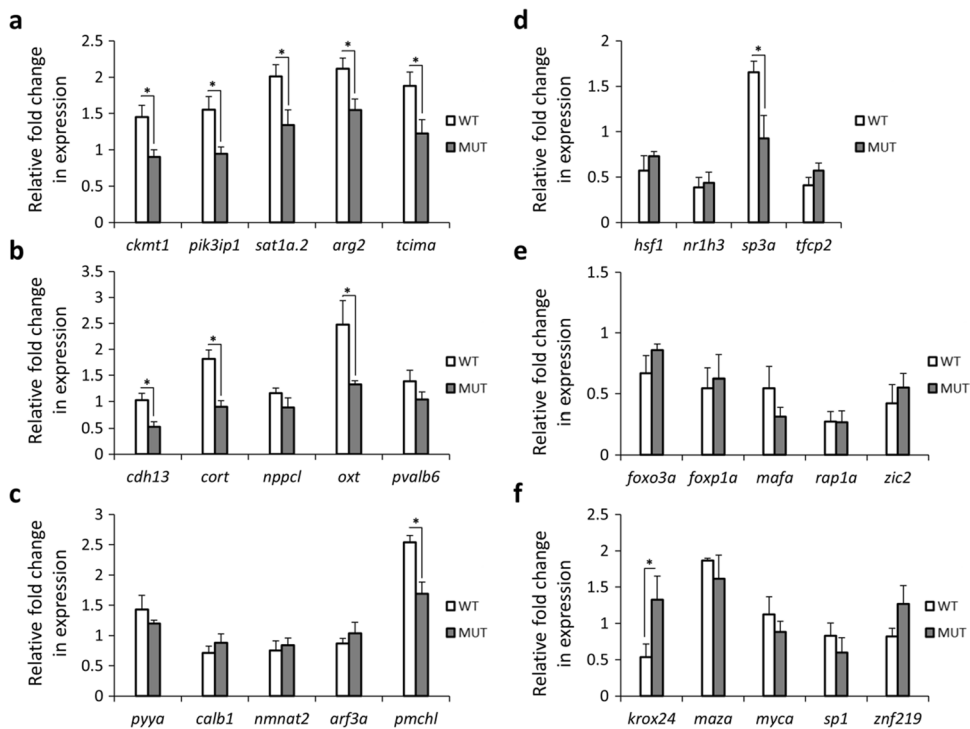 a
Relative fold change
in expression
2.5
2
1.5
1
0.5
0
* * * * *
WT
MUT
ckmt1 pik3ip1 sat1a.2 arg2 tcima
b
Relative fold change
in expression
3.5
3
2.5
2
1.5
1
0.5
0
* * *
WT
MUT
cdh13 cort nppcl oxt pvalb6
c
Relative fold change
in expression
3
2.5
2
1.5
1
0.5
0
*
WT
MUT
pyya calb1 nmnat2 arf3a pmchl
d
Relative fold change
in expression
2
1.5
1
0.5
0
*
WT
MUT
hsf1 nr1h3 sp3a tfcp2
e
Relative fold change
in expression
1.5
1
0.5
0
WT
MUT
foxo3a foxp1a mafa rap1a zic2
f
Relative fold change
in expression
2.5
2
1.5
1
0.5
0
*
WT
MUT
krox24 maza myca sp1 znf219